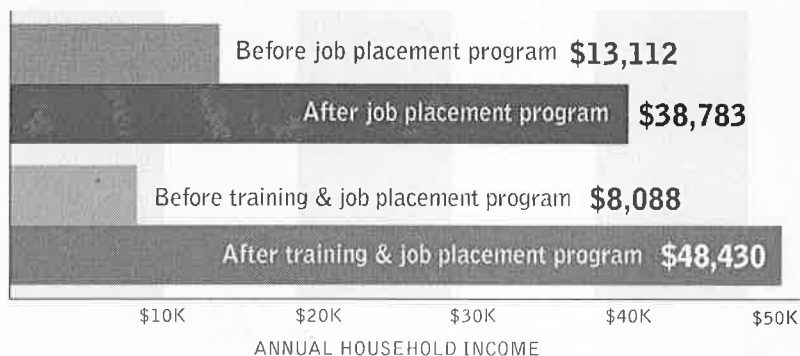 Before job placement program $13,112
After job placement program $38,783
Before training & job placement program $8,088
After training & job placement program $48,430
$10K $20K $30K $40K $50K
ANNUAL HOUSEHOLD INCOME